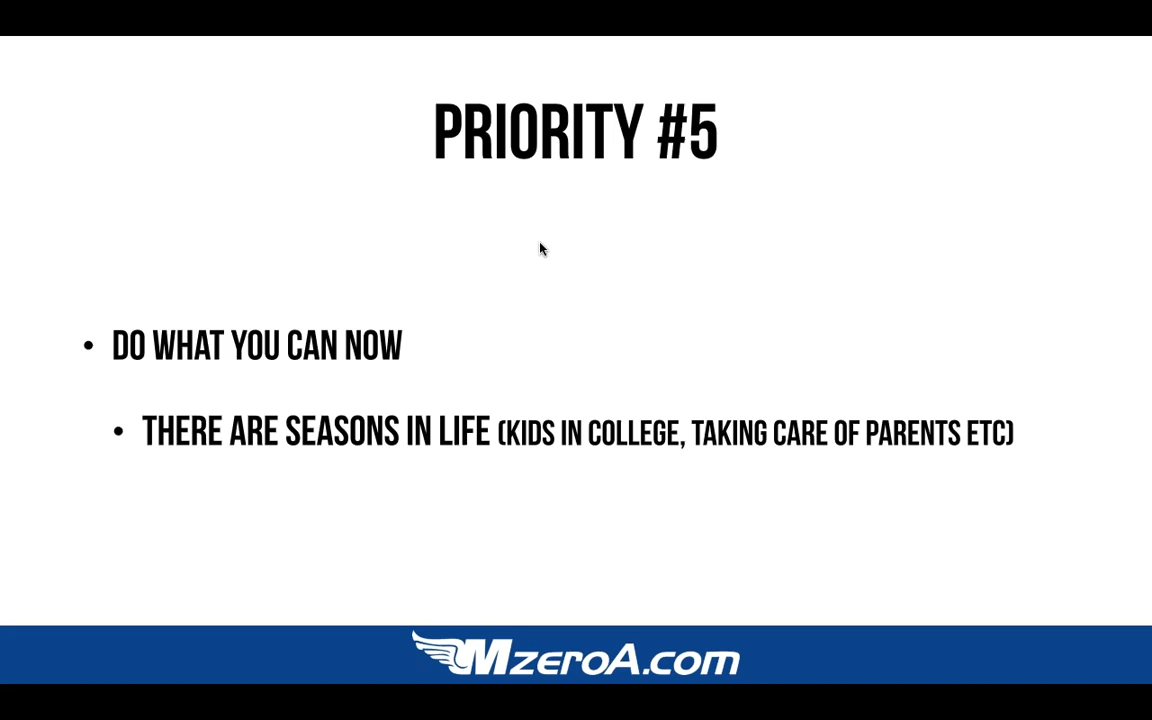 PRIORITY #5
• DO WHAT YOU CAN NOW
• THERE ARE SEASONS IN LIFE (KIDS IN COLLEGE, TAKING CARE OF PARENTS ETC)
MzeroA.com